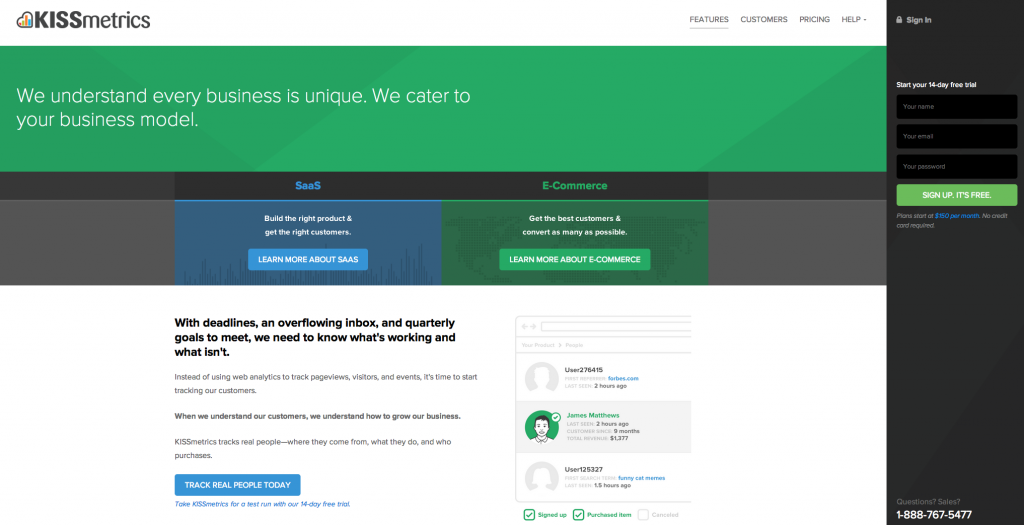 KISSmetrics
FEATURES CUSTOMERS PRICING HELP
Sign In
We understand every business is unique. We cater to
your business model.
Start your 14-day free trial
Your name
Your email
Your password
SIGN UP. IT'S FREE.
Plans start at $150 per month. No credit
card required.
SaaS
E-Commerce
Build the right product &
get the right customers.
LEARN MORE ABOUT SAAS
Get the best customers &
convert as many as possible.
LEARN MORE ABOUT E-COMMERCE
With deadlines, an overflowing inbox, and quarterly
goals to meet, we need to know what's working and
what isn't.
Instead of using web analytics to track pageviews, visitors, and events, it's time to start
tracking our customers.
When we understand our customers, we understand how to grow our business.
KISSmetrics tracks real people—where they come from, what they do, and who
purchases.
TRACK REAL PEOPLE TODAY
Take KISSmetrics for a test run with our 14-day free trial.
Your Product > People
User276415
FIRST REFERRER: forbes.com
LAST SEEN: 2 hours ago
James Matthews
LAST SEEN: 2 hours ago
CUSTOMER SINCE: 9 months
TOTAL REVENUE: $1,377
User125327
FIRST SEARCH TERM: funny cat memes
LAST SEEN: 1.5 hours ago
Signed up Purchased Item Canceled
Questions? Sales?
1-888-767-5477